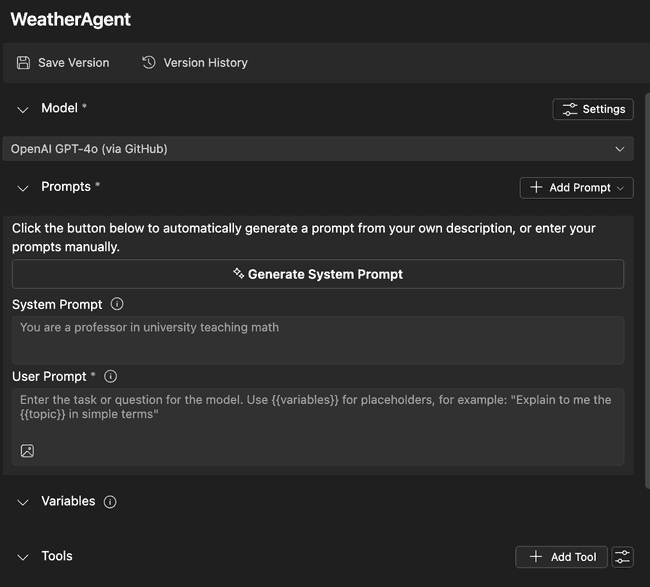 WeatherAgent
Save Version Version History
Model *
Settings
OpenAI GPT-4o (via GitHub)
Prompts *
Add Prompt
Click the button below to automatically generate a prompt from your own description, or enter your
prompts manually.
Generate System Prompt
System Prompt
You are a professor in university teaching math
User Prompt *
Enter the task or question for the model. Use {{variables}} for placeholders, for example: "Explain to me the
{{topic}} in simple terms"
Variables
Tools
Add Tool